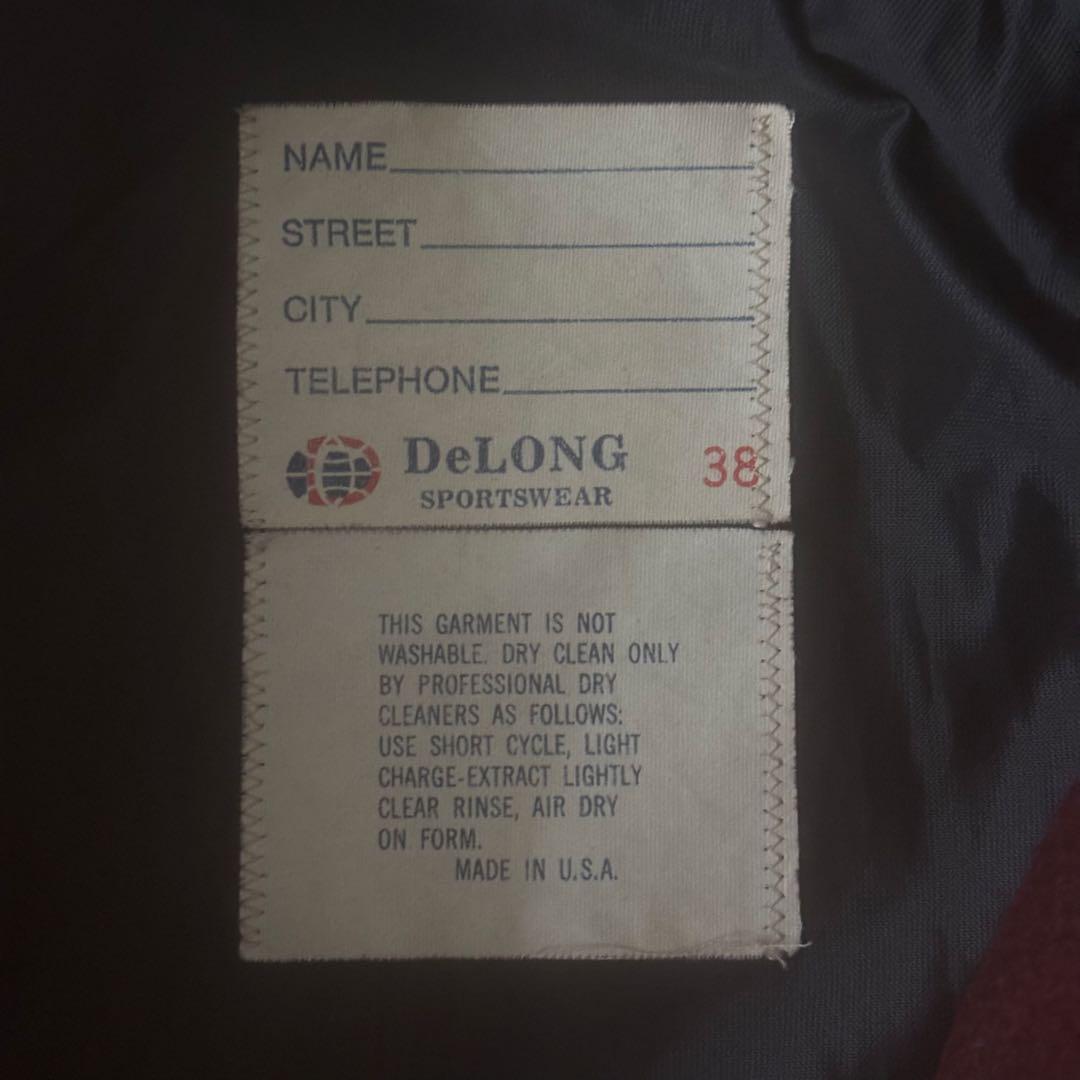 NAME
STREET
CITY
TELEPHONE
DeLONG 38
SPORTSWEAR
THIS GARMENT IS NOT
WASHABLE. DRY CLEAN ONLY
BY PROFESSIONAL DRY
CLEANERS AS FOLLOWS:
USE SHORT CYCLE, LIGHT
CHARGE-EXTRACT LIGHTLY
CLEAR RINSE, AIR DRY
ON FORM.
MADE IN U.S.A.